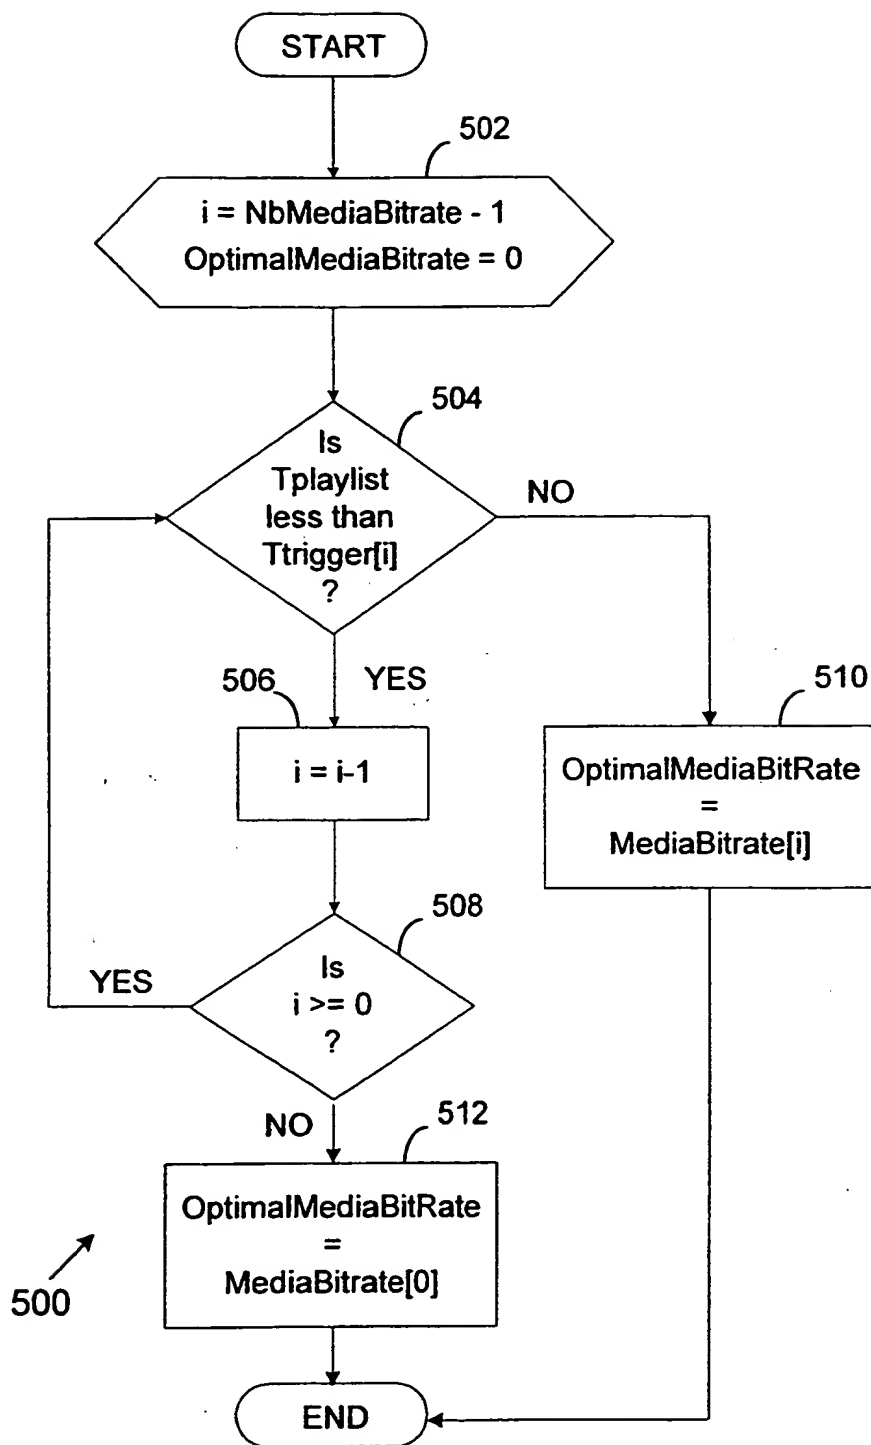 START
502
i = NbMediaBitrate - 1
OptimalMediaBitrate = 0
504
Is
Tplaylist
less than
Ttrigger[i]
?
NO
YES
506
i = i-1
510
OptimalMediaBitRate
=
MediaBitrate[i]
508
Is
i >= 0
?
YES
NO
512
OptimalMediaBitRate
=
MediaBitrate[0]
500
END